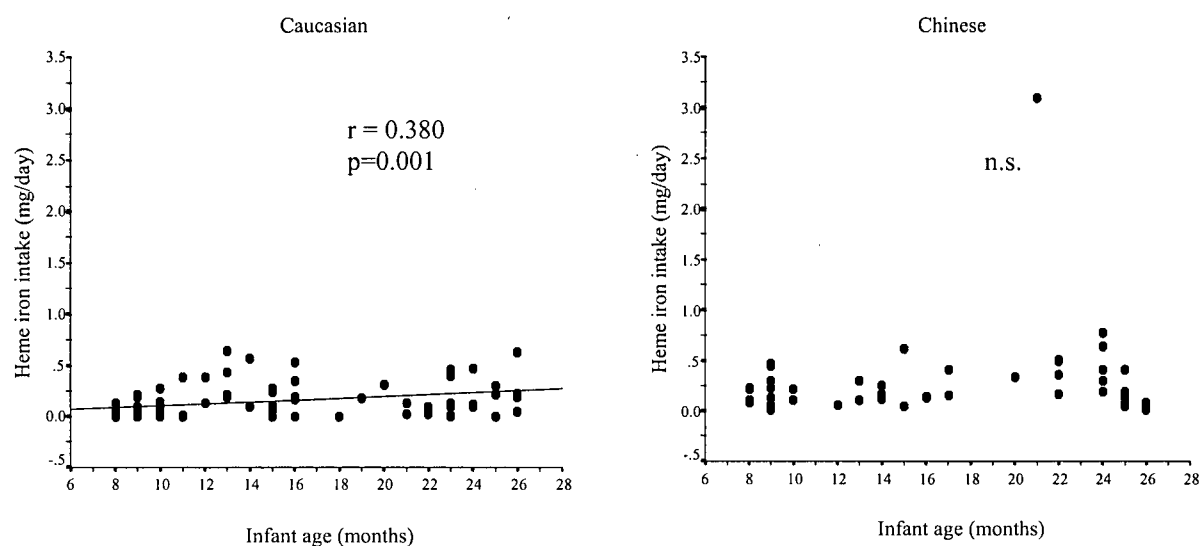 Caucasian
3.5
3.0
2.5
2.0
1.5
1.0
.5
0.0
-.5
Heme iron intake (mg/day)
r = 0.380
p=0.001
6 8 10 12 14 16 18 20 22 24 26 28
Infant age (months)
Chinese
3.5
3.0
2.5
2.0
1.5
1.0
.5
0.0
-.5
Heme iron intake (mg/day)
n.s.
6 8 10 12 14 16 18 20 22 24 26 28
Infant age (months)